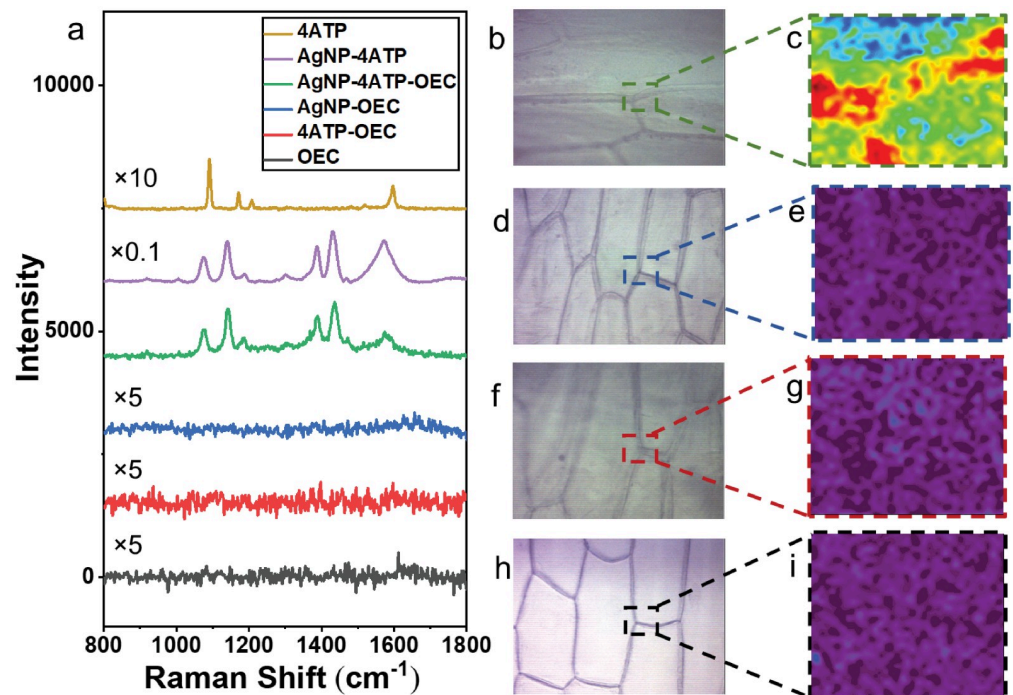 a
4ATP
AgNP-4ATP
AgNP-4ATP-OEC
AgNP-OEC
4ATP-OEC
OEC
10000
5000
0
×10
×0.1
×5
×5
×5
Intensity
800 1000 1200 1400 1600 1800
Raman Shift (cm⁻¹)
b
c
d
e
f
g
h
i